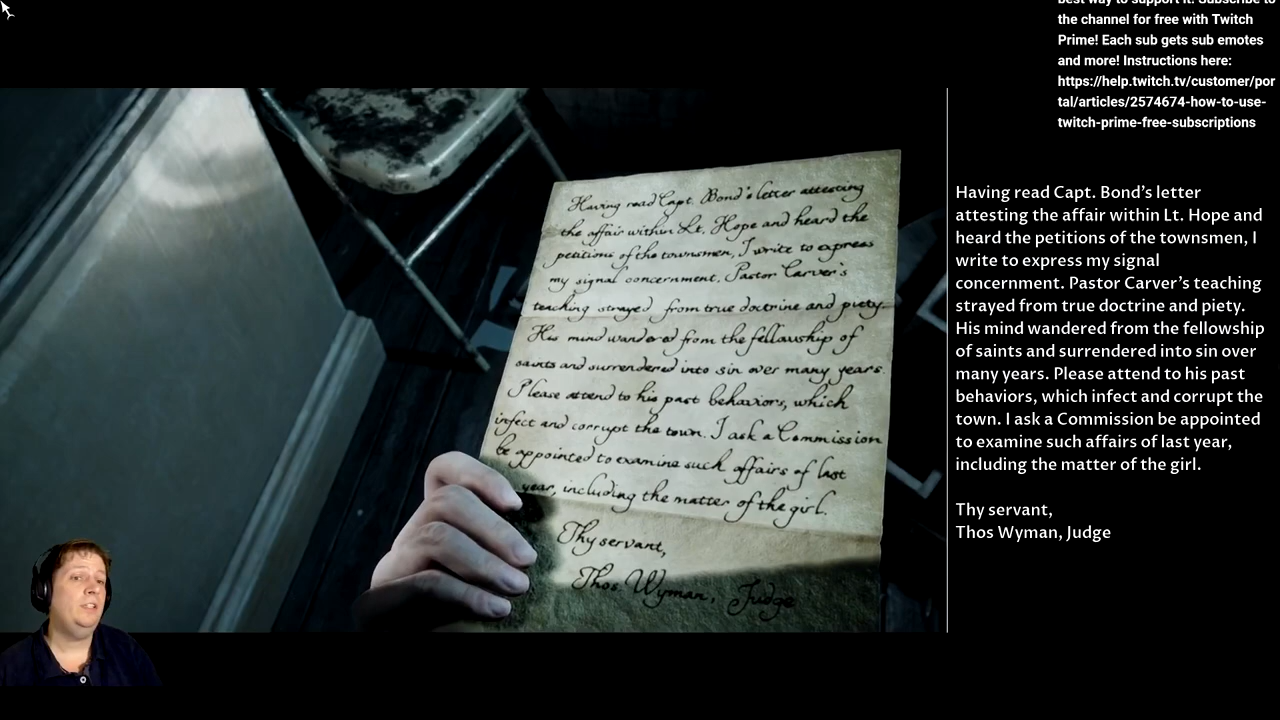 best way to support it! Subscribe to
the channel for free with Twitch
Prime! Each sub gets sub emotes
and more! Instructions here:
https://help.twitch.tv/customer/por
tal/articles/2574674-how-to-use-
twitch-prime-free-subscriptions
Having read Capt. Bond's letter attesting
the affair within Lt. Hope and heard the
petitions of the townsmen, I write to express
my signal concernment. Pastor Carver's
teaching strayed from true doctrine and piety.
His mind wandered from the fellowship of
saints and surrendered into sin over many years.
Please attend to his past behaviors, which
infect and corrupt the town. I ask a Commission
be appointed to examine such affairs of last
year, including the matter of the girl.
Thy servant,
Thos. Wyman, Judge
Having read Capt. Bond's letter
attesting the affair within Lt. Hope and
heard the petitions of the townsmen, I
write to express my signal
concernment. Pastor Carver's teaching
strayed from true doctrine and piety.
His mind wandered from the fellowship
of saints and surrendered into sin over
many years. Please attend to his past
behaviors, which infect and corrupt the
town. I ask a Commission be appointed
to examine such affairs of last year,
including the matter of the girl.
Thy servant,
Thos Wyman, Judge